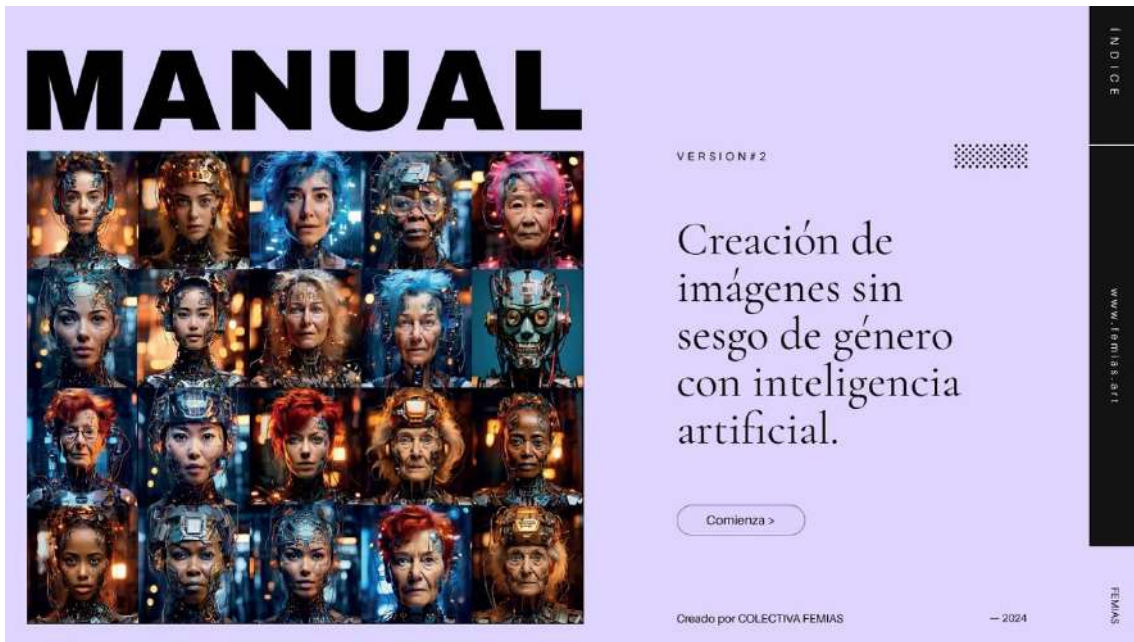 MANUAL
VERSION#2
Creación de
imágenes sin
sesgo de género
con inteligencia
artificial.
Comienza >
Creado por COLECTIVA FEMIAS
— 2024
ÍNDICE
www.femias.art
FEMIAS